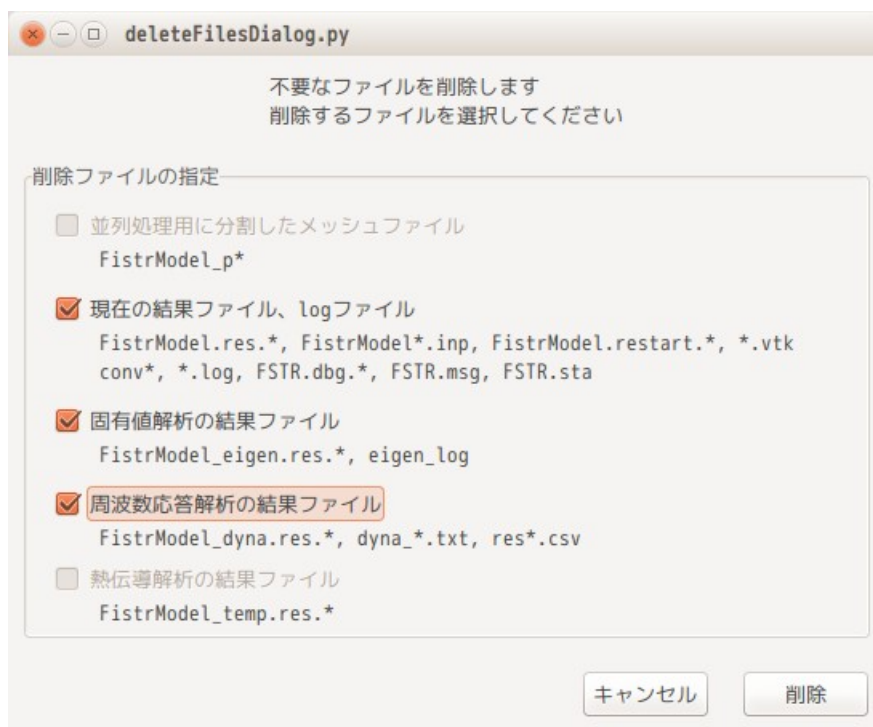 deleteFilesDialog.py
不要なファイルを削除します
削除するファイルを選択してください
削除ファイルの指定
並列処理用に分割したメッシュファイル
FistrModel_p*
現在の結果ファイル、logファイル
FistrModel.res.*, FistrModel*.inp, FistrModel.restart.*, *.vtk
conv*, *.log, FSTR.dbg.*, FSTR.msg, FSTR.sta
固有値解析の結果ファイル
FistrModel_eigen.res.*, eigen_log
周波数応答解析の結果ファイル
FistrModel_dyna.res.*, dyna_*.txt, res*.csv
熱伝導解析の結果ファイル
FistrModel_temp.res.*
キャンセル 削除